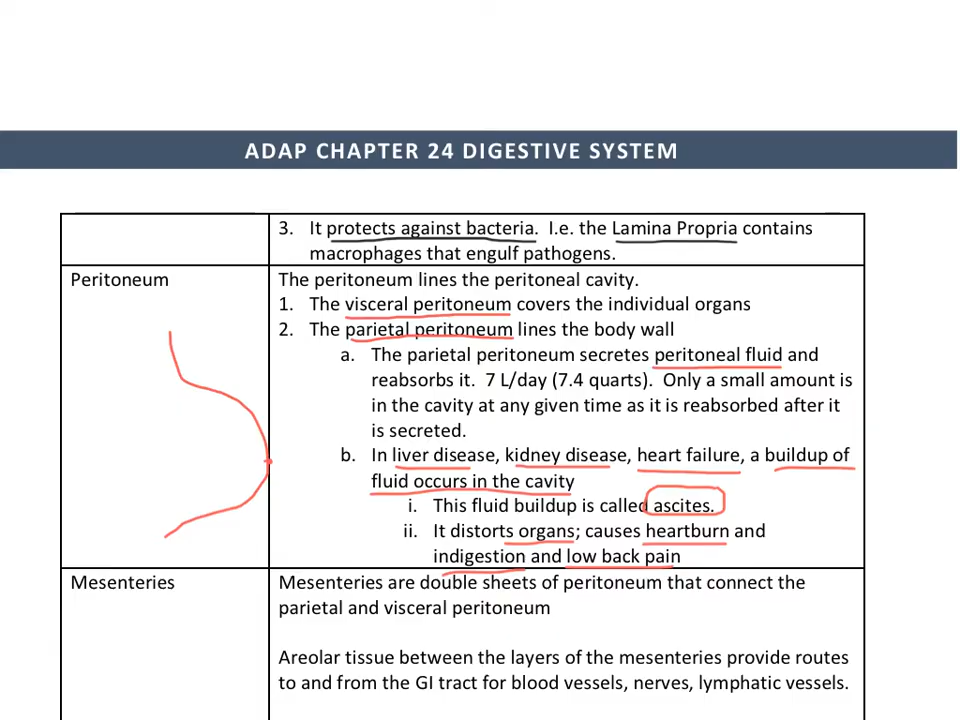 ADAP CHAPTER 24 DIGESTIVE SYSTEM
3. It protects against bacteria. I.e. the Lamina Propria contains
macrophages that engulf pathogens.
Peritoneum
The peritoneum lines the peritoneal cavity.
1. The visceral peritoneum covers the individual organs
2. The parietal peritoneum lines the body wall
a. The parietal peritoneum secretes peritoneal fluid and
reabsorbs it. 7 L/day (7.4 quarts). Only a small amount is
in the cavity at any given time as it is reabsorbed after it
is secreted.
b. In liver disease, kidney disease, heart failure, a buildup of
fluid occurs in the cavity
i. This fluid buildup is called ascites.
ii. It distorts organs; causes heartburn and
indigestion and low back pain
Mesenteries
Mesenteries are double sheets of peritoneum that connect the
parietal and visceral peritoneum
Areolar tissue between the layers of the mesenteries provide routes
to and from the GI tract for blood vessels, nerves, lymphatic vessels.